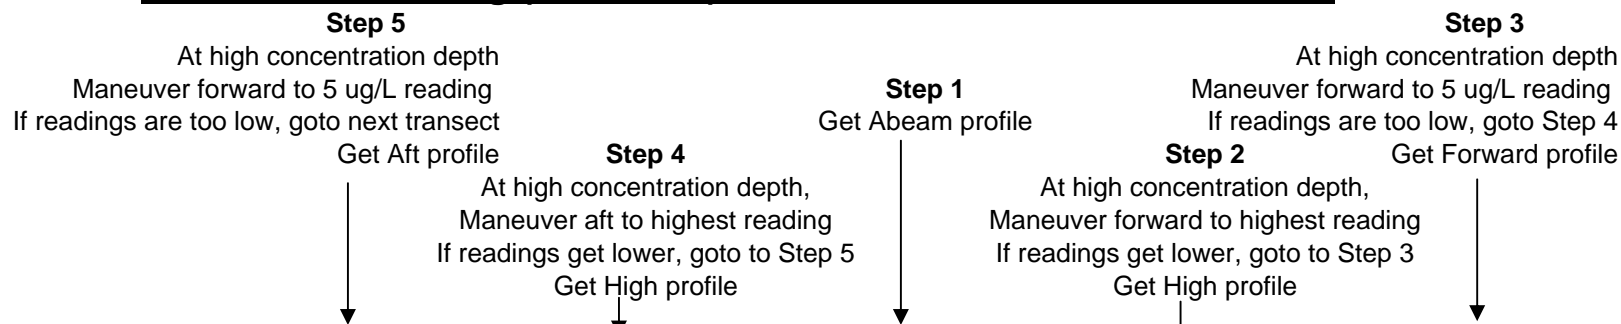 Step 5
At high concentration depth
Maneuver forward to 5 ug/L reading
If readings are too low, goto next transect
Get Aft profile
Step 4
At high concentration depth,
Maneuver aft to highest reading
If readings get lower, goto to Step 5
Get High profile
Step 1
Get Abeam profile
Step 2
At high concentration depth,
Maneuver forward to highest reading
If readings get lower, goto to Step 3
Get High profile
Step 3
At high concentration depth
Maneuver forward to 5 ug/L reading
If readings are too low, goto Step 4
Get Forward profile